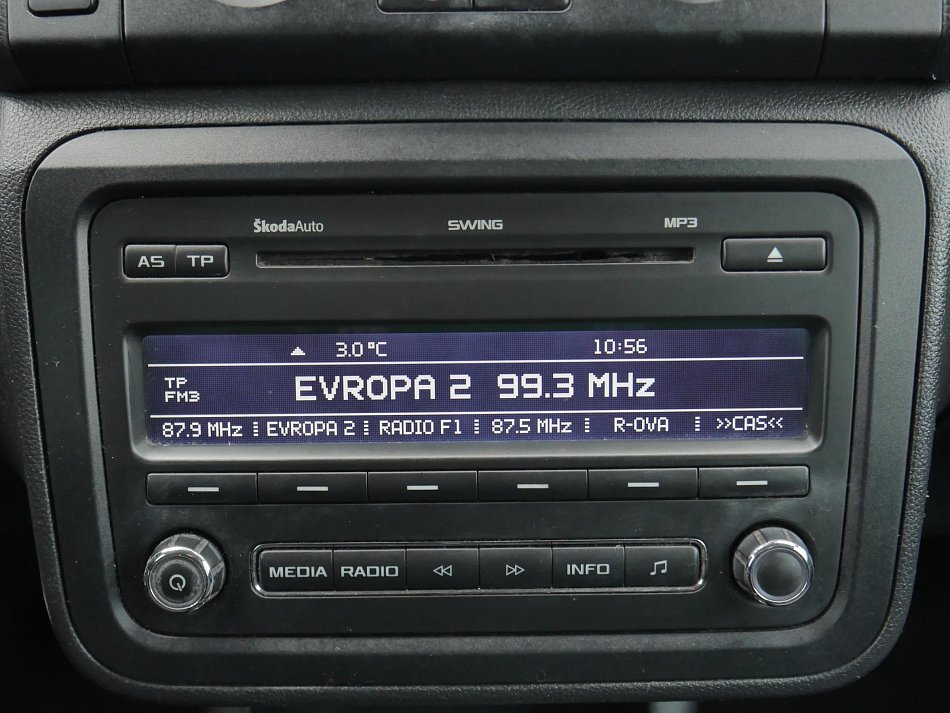 ŠkodaAuto SWING MP3
AS TP
3.0°C 10:56
TP
FM3
EVROPA 2 99.3 MHz
87.9 MHz EVROPA 2 RADIO F1 87.5 MHz R-OVA >>CAS<<
MEDIA RADIO INFO